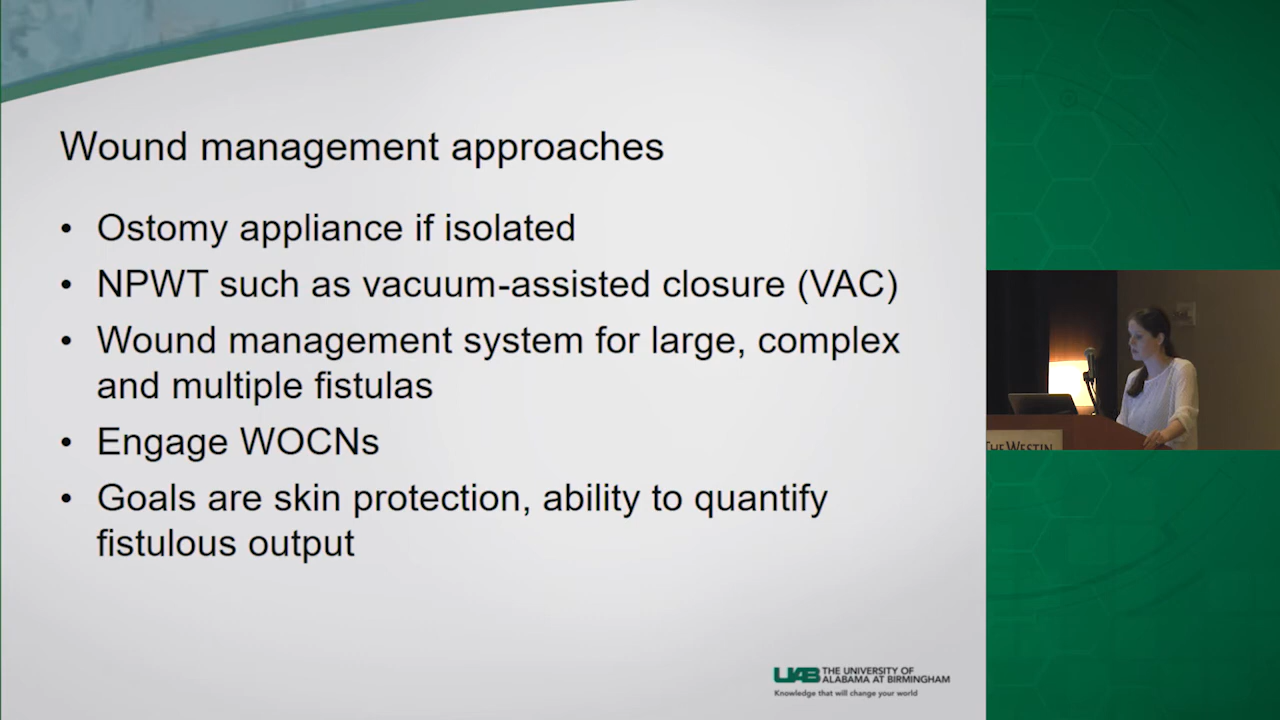 Wound management approaches
• Ostomy appliance if isolated
• NPWT such as vacuum-assisted closure (VAC)
• Wound management system for large, complex
and multiple fistulas
• Engage WOCNs
• Goals are skin protection, ability to quantify
fistulous output
THE WESTIN
UAB THE UNIVERSITY OF
ALABAMA AT BIRMINGHAM
Knowledge that will change your world